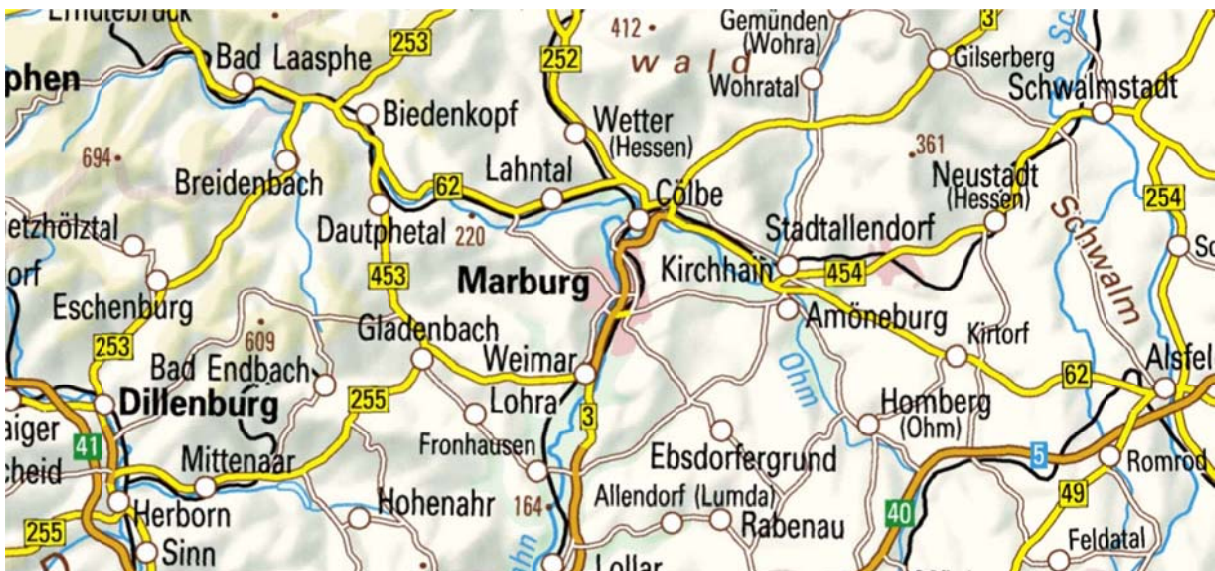 Erndtebrück
253
252
412
wald
Gemünden
(Wohra)
3
Bad Laasphe
Gilserberg
phen
Wohratal
Schwalmstadt
Biedenkopf
Wetter
(Hessen)
694
361
Breidenbach
Lahntal
Neustadt
(Hessen)
62
Cölbe
254
etzhölztal
Dautphetal
220
Stadtallendorf
Schwalm
orf
453
Marburg
Kirchhain
454
Eschenburg
Gladenbach
Amöneburg
609
Kirtorf
253
Bad Endbach
Weimar
Ohm
62
Alsfel
Dillenburg
255
Lohra
3
Homberg
(Ohm)
aiger
41
Fronhausen
5
cheid
Mittenaar
Ebsdorfergrund
Romrod
49
Hohenahr
164
Allendorf (Lumda)
40
Herborn
Rabenau
255
Sinn
Feldatal
hn
Lollar